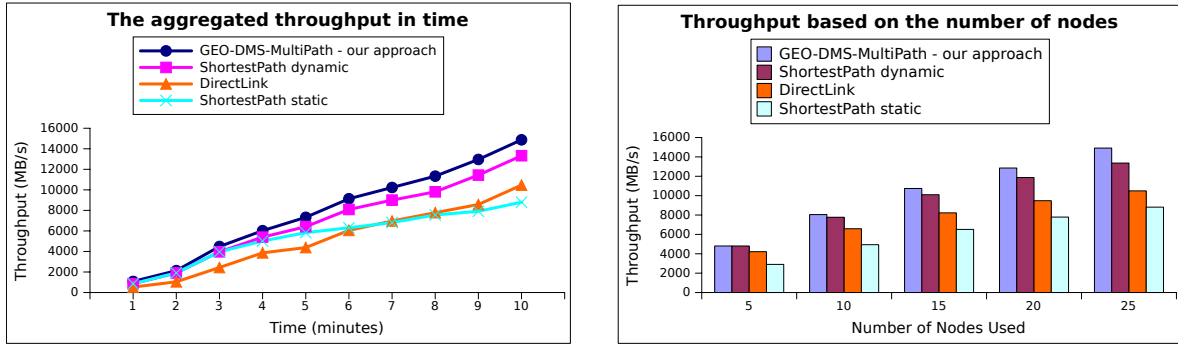 The aggregated throughput in time
GEO-DMS-MultiPath - our approach
ShortestPath dynamic
DirectLink
ShortestPath static
Throughput (MB/s)
16000
14000
12000
10000
8000
6000
4000
2000
0
1 2 3 4 5 6 7 8 9 10
Time (minutes)
Throughput based on the number of nodes
GEO-DMS-MultiPath - our approach
ShortestPath dynamic
DirectLink
ShortestPath static
Throughput (MB/s)
16000
14000
12000
10000
8000
6000
4000
2000
0
5 10 15 20 25
Number of Nodes Used